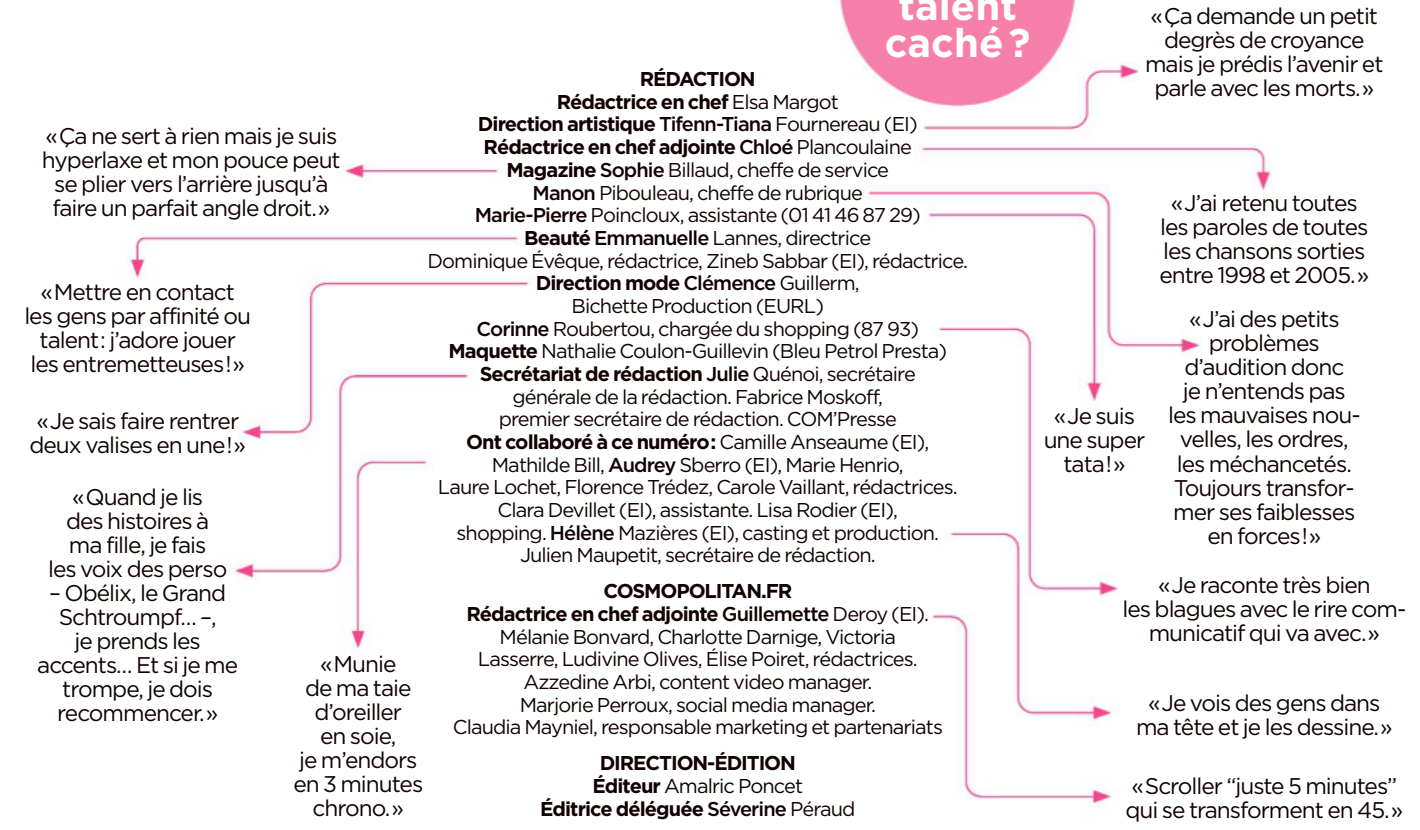 talent
caché ?
«Ça demande un petit
degrès de croyance
mais je prédis l'avenir et
parle avec les morts.»
RÉDACTION
Rédactrice en chef Elsa Margot
Direction artistique Tifenn-Tiana Fournereau (EI)
Rédactrice en chef adjointe Chloé Plancoulaine
Magazine Sophie Billaud, cheffe de service
Manon Pibouleau, cheffe de rubrique
Marie-Pierre Poincloux, assistante (01 41 46 87 29)
Beauté Emmanuelle Lannes, directrice
Dominique Évêque, rédactrice, Zineb Sabbar (EI), rédactrice.
Direction mode Clémence Guillerm,
Bichette Production (EURL)
Corinne Roubertou, chargée du shopping (87 93)
Maquette Nathalie Coulon-Guillevin (Bleu Petrol Presta)
Secrétariat de rédaction Julie Quénoi, secrétaire
générale de la rédaction. Fabrice Moskoff,
premier secrétaire de rédaction. COM'Presse
Ont collaboré à ce numéro: Camille Anseaume (EI),
Mathilde Bill, Audrey Sberro (EI), Marie Henrio,
Laure Lochet, Florence Trédez, Carole Vaillant, rédactrices.
Clara Devillet (EI), assistante. Lisa Rodier (EI),
shopping. Hélène Mazières (EI), casting et production.
Julien Maupetit, secrétaire de rédaction.
COSMOPOLITAN.FR
Rédactrice en chef adjointe Guillemette Deroy (EI).
Mélanie Bonvard, Charlotte Darnige, Victoria
Lasserre, Ludivine Olives, Élise Poiret, rédactrices.
Azzedine Arbi, content video manager.
Marjorie Perroux, social media manager.
Claudia Mayniel, responsable marketing et partenariats
DIRECTION-ÉDITION
Éditeur Amalric Poncet
Éditrice déléguée Séverine Péraud
«Ça ne sert à rien mais je suis
hyperlaxe et mon pouce peut
se plier vers l'arrière jusqu'à
faire un parfait angle droit.»
«Mettre en contact
les gens par affinité ou
talent: j'adore jouer
les entremetteuses!»
«Je sais faire rentrer
deux valises en une!»
«Quand je lis
des histoires à
ma fille, je fais
les voix des perso
– Obélix, le Grand
Schtroumpf... –,
je prends les
accents... Et si je me
trompe, je dois
recommencer.»
«Munie
de ma taie
d'oreiller
en soie,
je m'endors
en 3 minutes
chrono.»
«J'ai retenu toutes
les paroles de toutes
les chansons sorties
entre 1998 et 2005.»
«J'ai des petits
problèmes
d'audition donc
je n'entends pas
les mauvaises nou-
velles, les ordres,
les méchancetés.
Toujours transfor-
mer ses faiblesses
en forces!»
«Je suis
une super
tata!»
«Je raconte très bien
les blagues avec le rire com-
municatif qui va avec.»
«Je vois des gens dans
ma tête et je les dessine.»
«Scroller "juste 5 minutes"
qui se transforment en 45.»